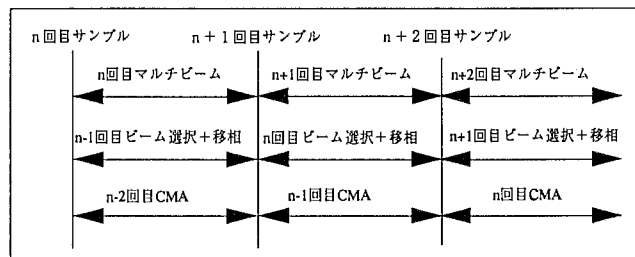 n回目サンプル n + 1回目サンプル n + 2回目サンプル
n回目マルチビーム n+1回目マルチビーム n+2回目マルチビーム
n-1回目ビーム選択＋移相 n回目ビーム選択＋移相 n+1回目ビーム選択＋移相
n-2回目CMA n-1回目CMA n回目CMA